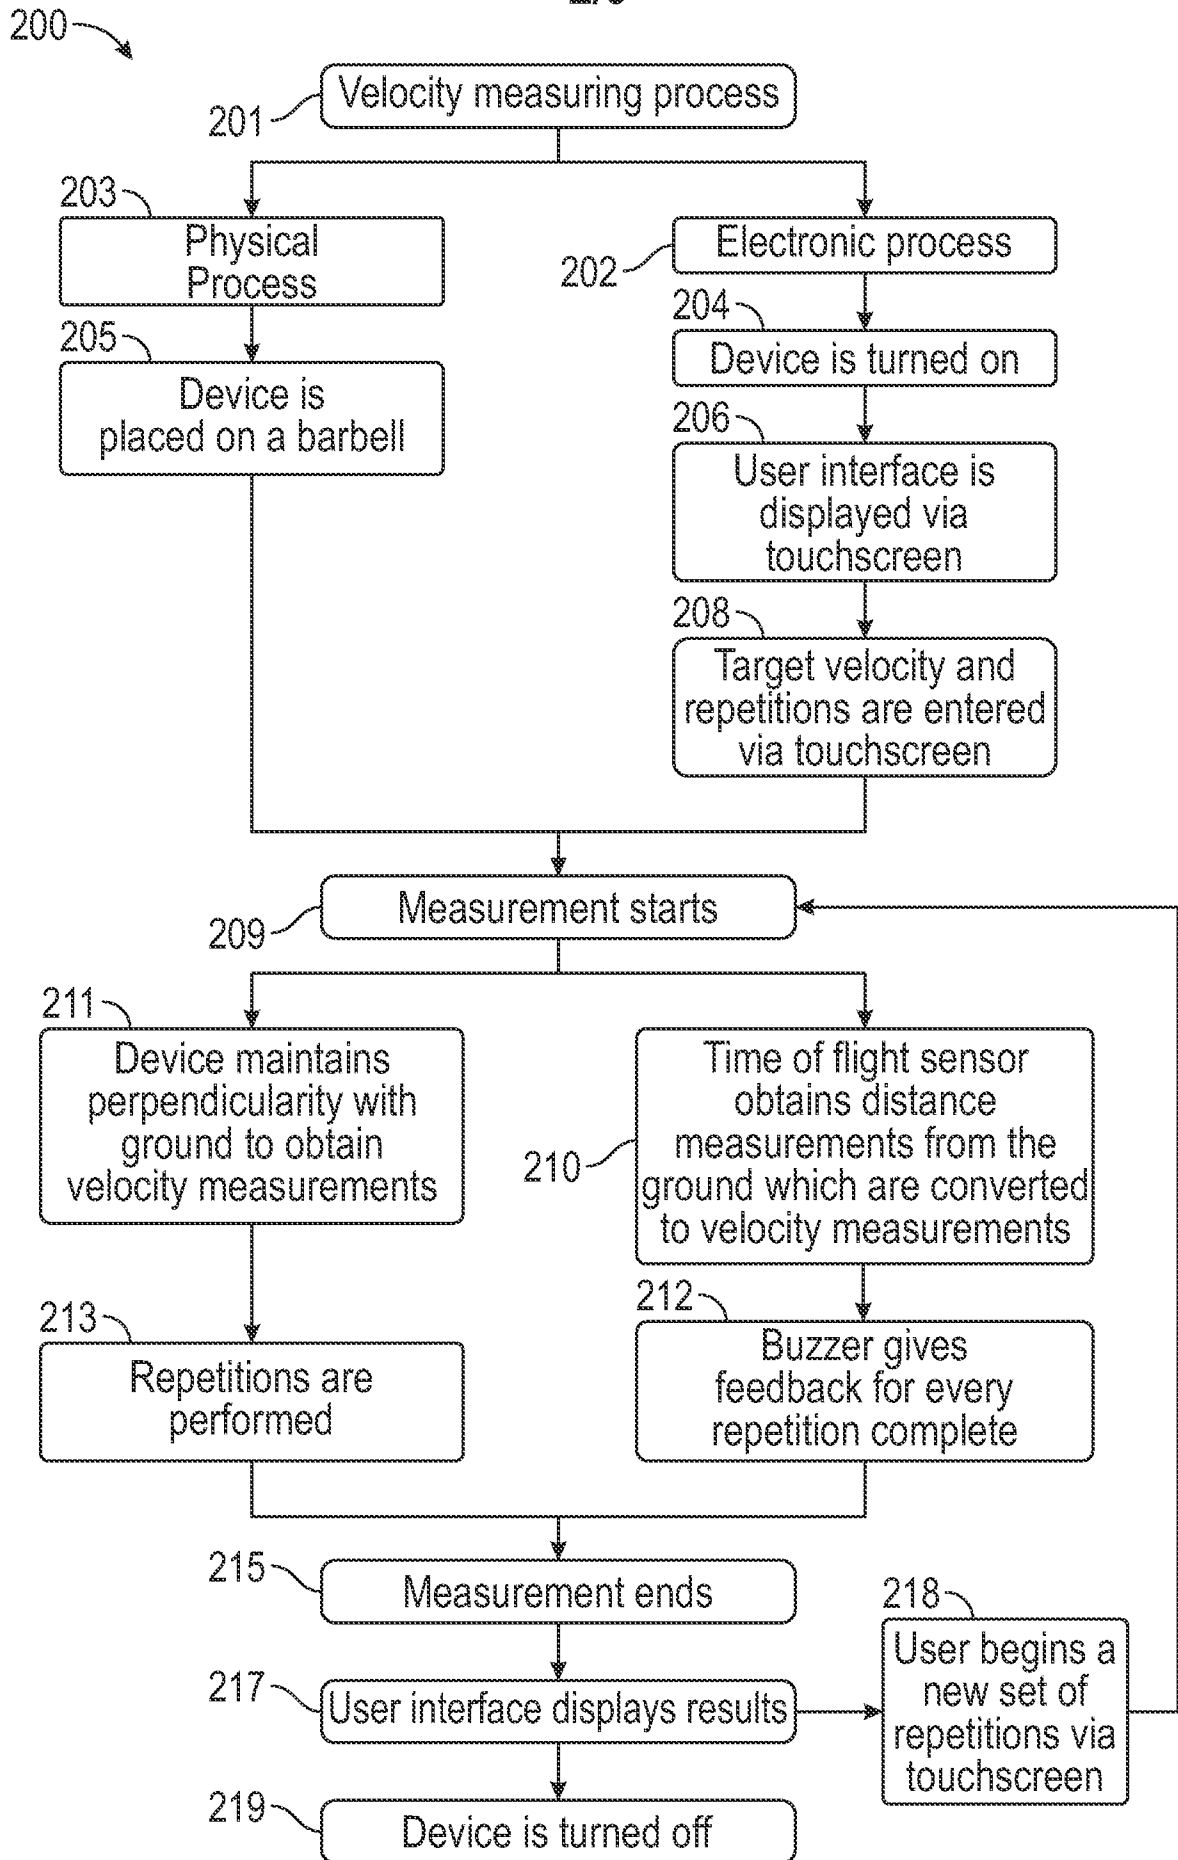 200
Velocity measuring process
201
203
Physical
Process
Electronic process
202
204
Device is turned on
205
Device is
placed on a barbell
206
User interface is
displayed via
touchscreen
208
Target velocity and
repetitions are entered
via touchscreen
Measurement starts
209
211
Device maintains
perpendicularity with
ground to obtain
velocity measurements
Time of flight sensor
obtains distance
measurements from the
ground which are converted
to velocity measurements
210
213
Repetitions are
performed
212
Buzzer gives
feedback for every
repetition complete
215
Measurement ends
217
User interface displays results
218
User begins a
new set of
repetitions via
touchscreen
219
Device is turned off